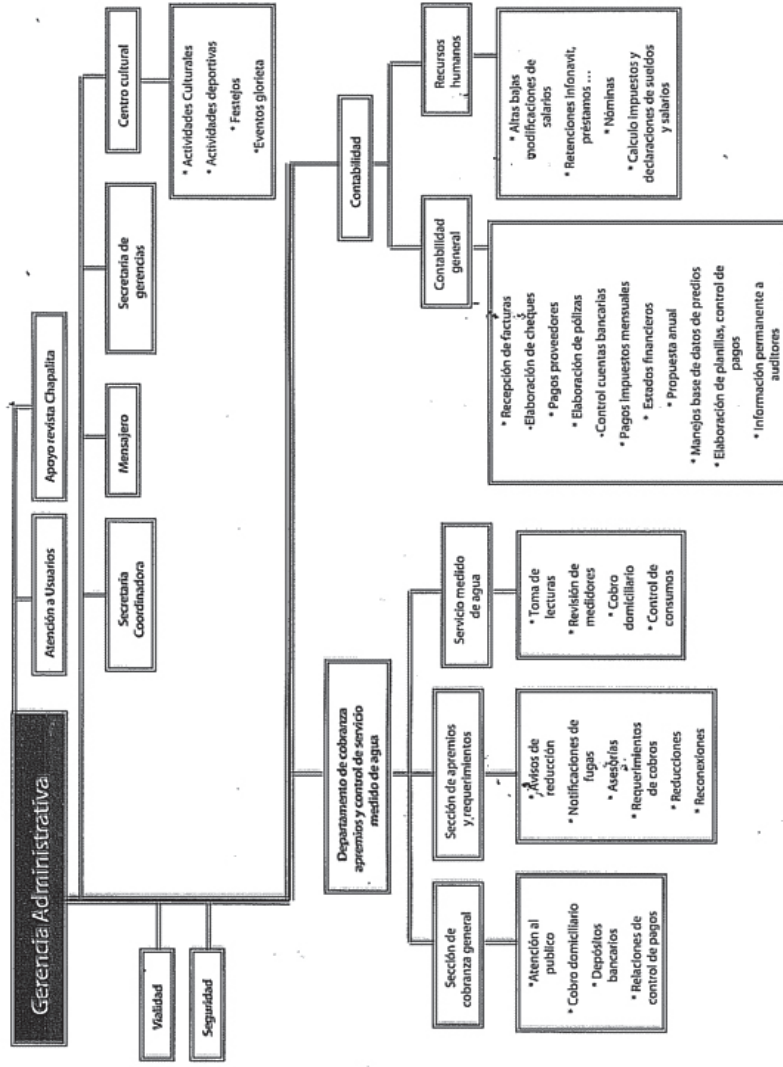 Gerencia Administrativa
Atención a Usuarios
Apoyo revista Chapalita
Vialidad
Seguridad
Secretaria
Coordinadora
Mensajero
Secretaria de
gerencias
Centro cultural
* Actividades Culturales
* Actividades deportivas
* Festejos
*Eventos glorieta
Departamento de cobranza
apremios y control de servicio
medido de agua
Sección de
cobranza general
*Atención al
publico
* Cobro domiciliario
* Depósitos
bancarios
* Relaciones de
control de pagos
Sección de apremios
y requerimientos
* Avisos de
reducción
* Notificaciones de
fugas
* Asesorías
* Requerimientos
de cobros
* Reducciones
* Reconexiones
Servicio medido
de agua
* Toma de
lecturas
* Revisión de
medidores
* Cobro
domiciliario
* Control de
consumos
Contabilidad
Contabilidad
general
* Recepción de facturas
*Elaboración de cheques
* Pagos proveedores
* Elaboración de pólizas
*Control cuentas bancarias
* Pagos impuestos mensuales
* Estados financieros
* Propuesta anual
* Manejos base de datos de predios
* Elaboración de planillas, control de
pagos
* Información permanente a
auditores
Recursos
humanos
* Altas bajas
modificaciones de
salarios
* Retenciones Infonavit,
préstamos ...
* Nóminas
* Calculo impuestos y
declaraciones de sueldos
y salarios